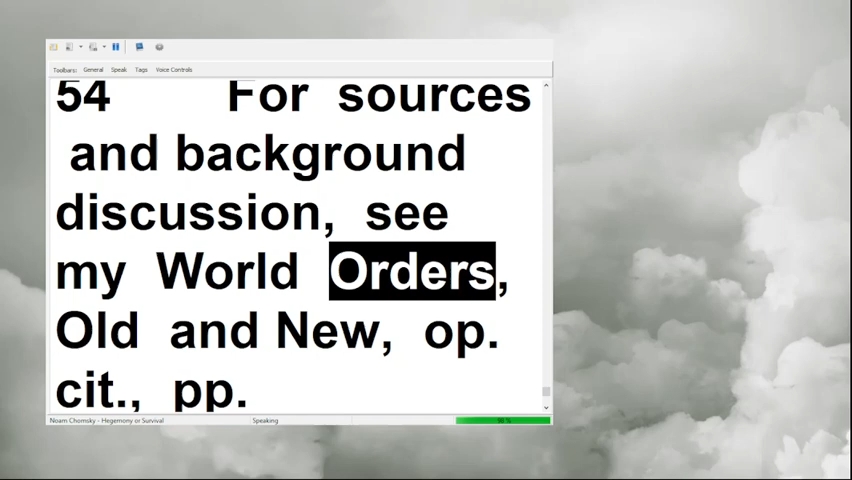 Toolbars: General Speak Tags Voice Controls
54 For sources
and background
discussion, see
my World Orders,
Old and New, op.
cit., pp.
Noam Chomsky - Hegemony or Survival Speaking 96 %